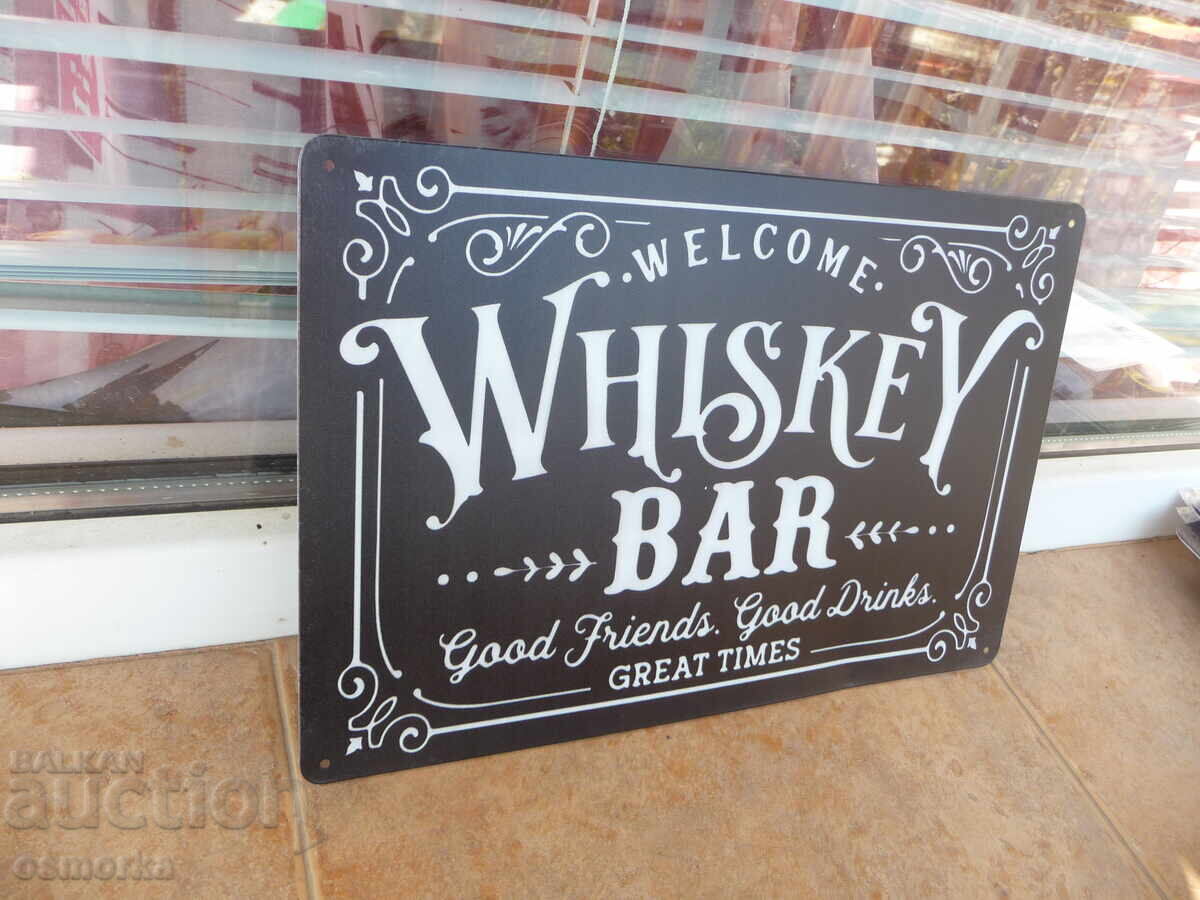 ·WELCOME·
WHISKEY
BAR
Good Friends. Good Drinks.
GREAT TIMES
BALKAN
auction
osmorka